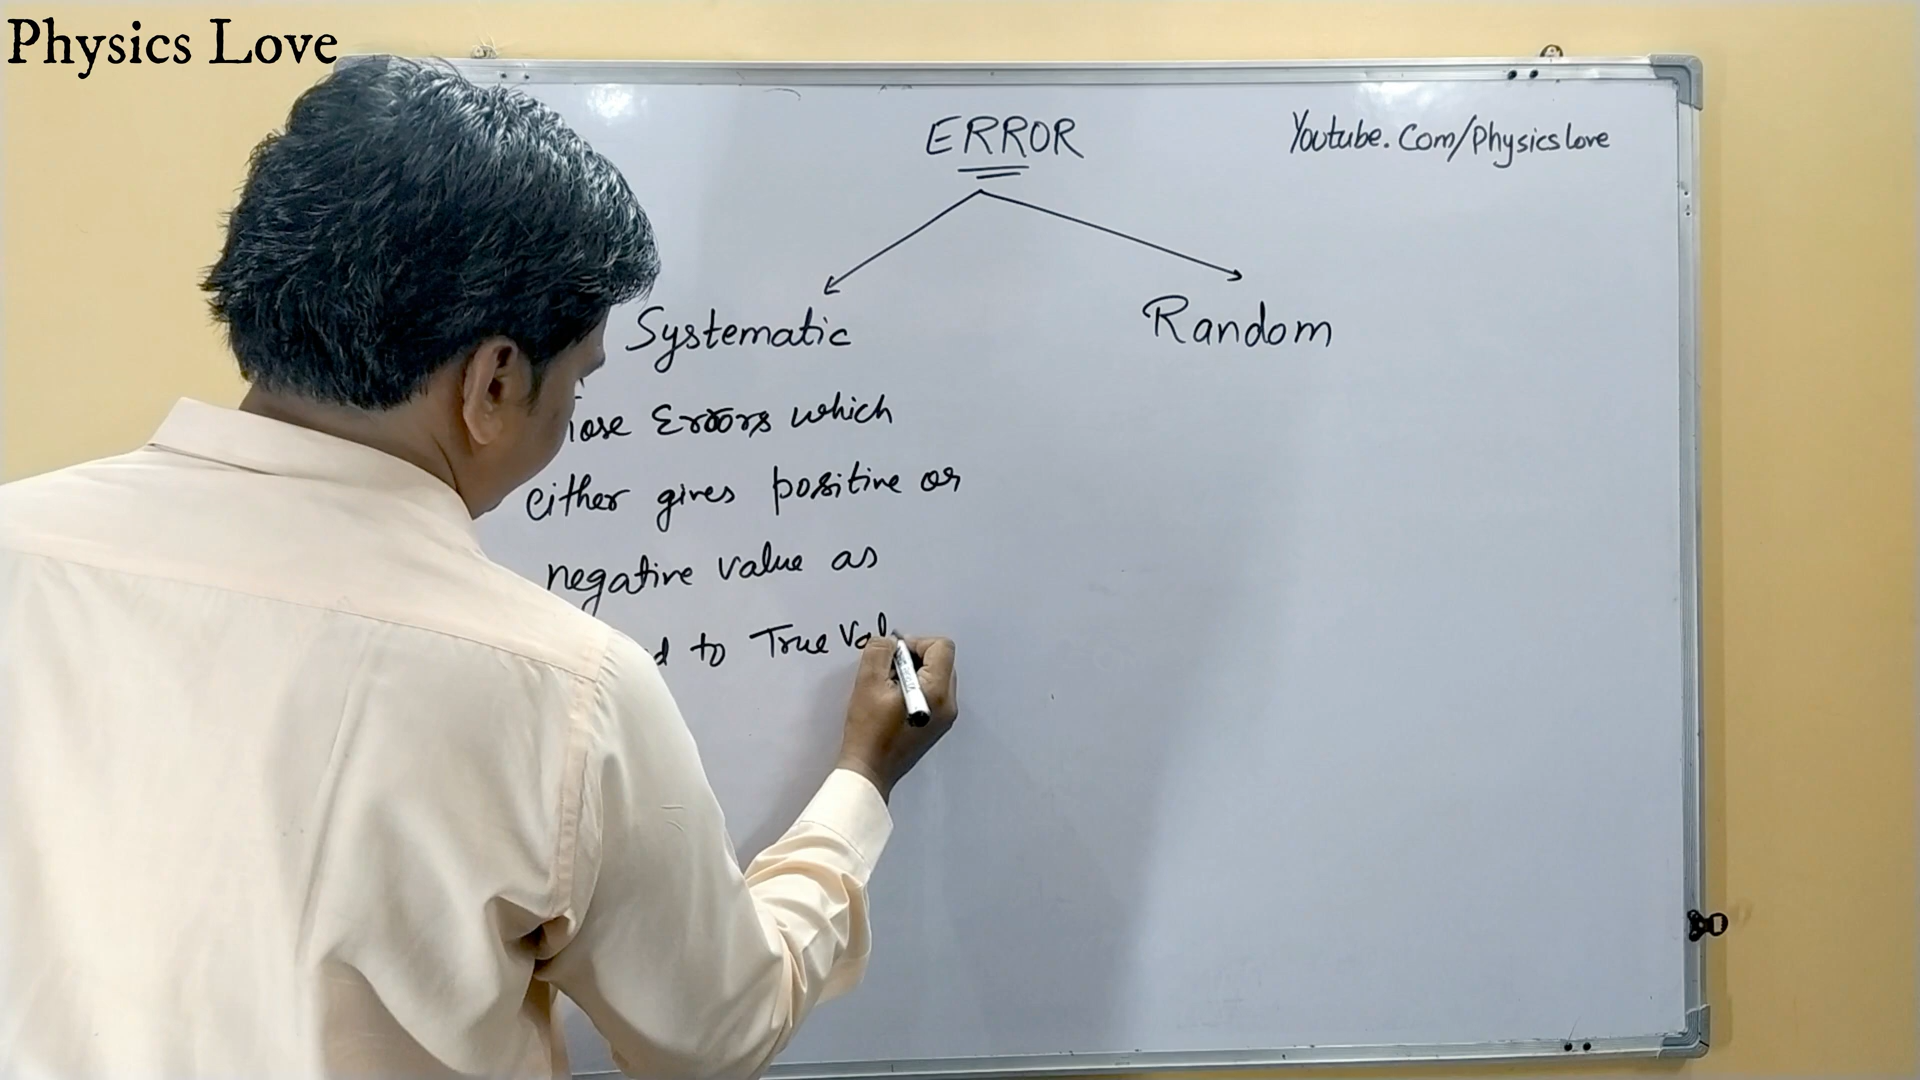 Physics Love
ERROR
Youtube.Com/Physicslove
Systematic
Random
Errors which
either gives positive or
negative value as
to True Val